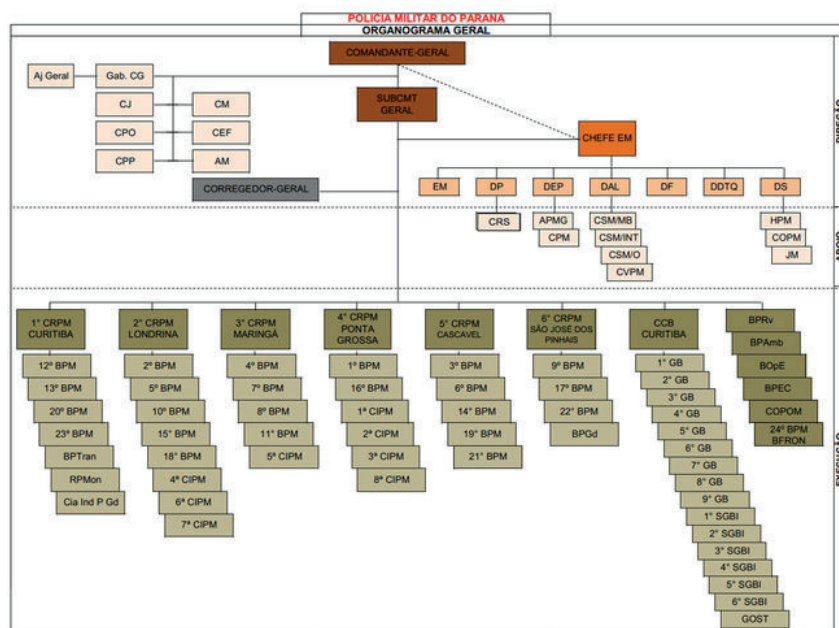 POLICIA MILITAR DO PARANA
ORGANOGRAMA GERAL
COMANDANTE-GERAL
Aj Geral
Gab. CG
SUBCMT
GERAL
CJ
CM
CPO
CEF
CPP
AM
CHEFE EM
DIREÇÃO
CORREGEDOR-GERAL
EM
DP
DEP
DAL
DF
DDTQ
DS
CRS
APMG
CPM
CSM/MB
CSM/INT
CSM/O
CVPM
HPM
COPM
JM
APOIO
1° CRPM
CURITIBA
12º BPM
13º BPM
20º BPM
23º BPM
BPTran
RPMon
Cia Ind P Gd
2° CRPM
LONDRINA
2º BPM
5º BPM
10º BPM
15° BPM
18° BPM
4ª CIPM
6ª CIPM
7ª CIPM
3° CRPM
MARINGÁ
4º BPM
7º BPM
8º BPM
11° BPM
5ª CIPM
4° CRPM
PONTA
GROSSA
1º BPM
16º BPM
1ª CIPM
2ª CIPM
3ª CIPM
8ª CIPM
5° CRPM
CASCAVEL
3º BPM
6º BPM
14° BPM
19° BPM
21° BPM
6° CRPM
SÃO JOSÉ DOS
PINHAIS
9º BPM
17º BPM
22° BPM
BPGd
CCB
CURITIBA
1° GB
2° GB
3° GB
4° GB
5° GB
6° GB
7° GB
8° GB
9° GB
1° SGBI
2° SGBI
3° SGBI
4° SGBI
5° SGBI
6° SGBI
GOST
BPRv
BPAmb
BOpE
BPEC
COPOM
24º BPM
BFRON
EXECUÇÃO